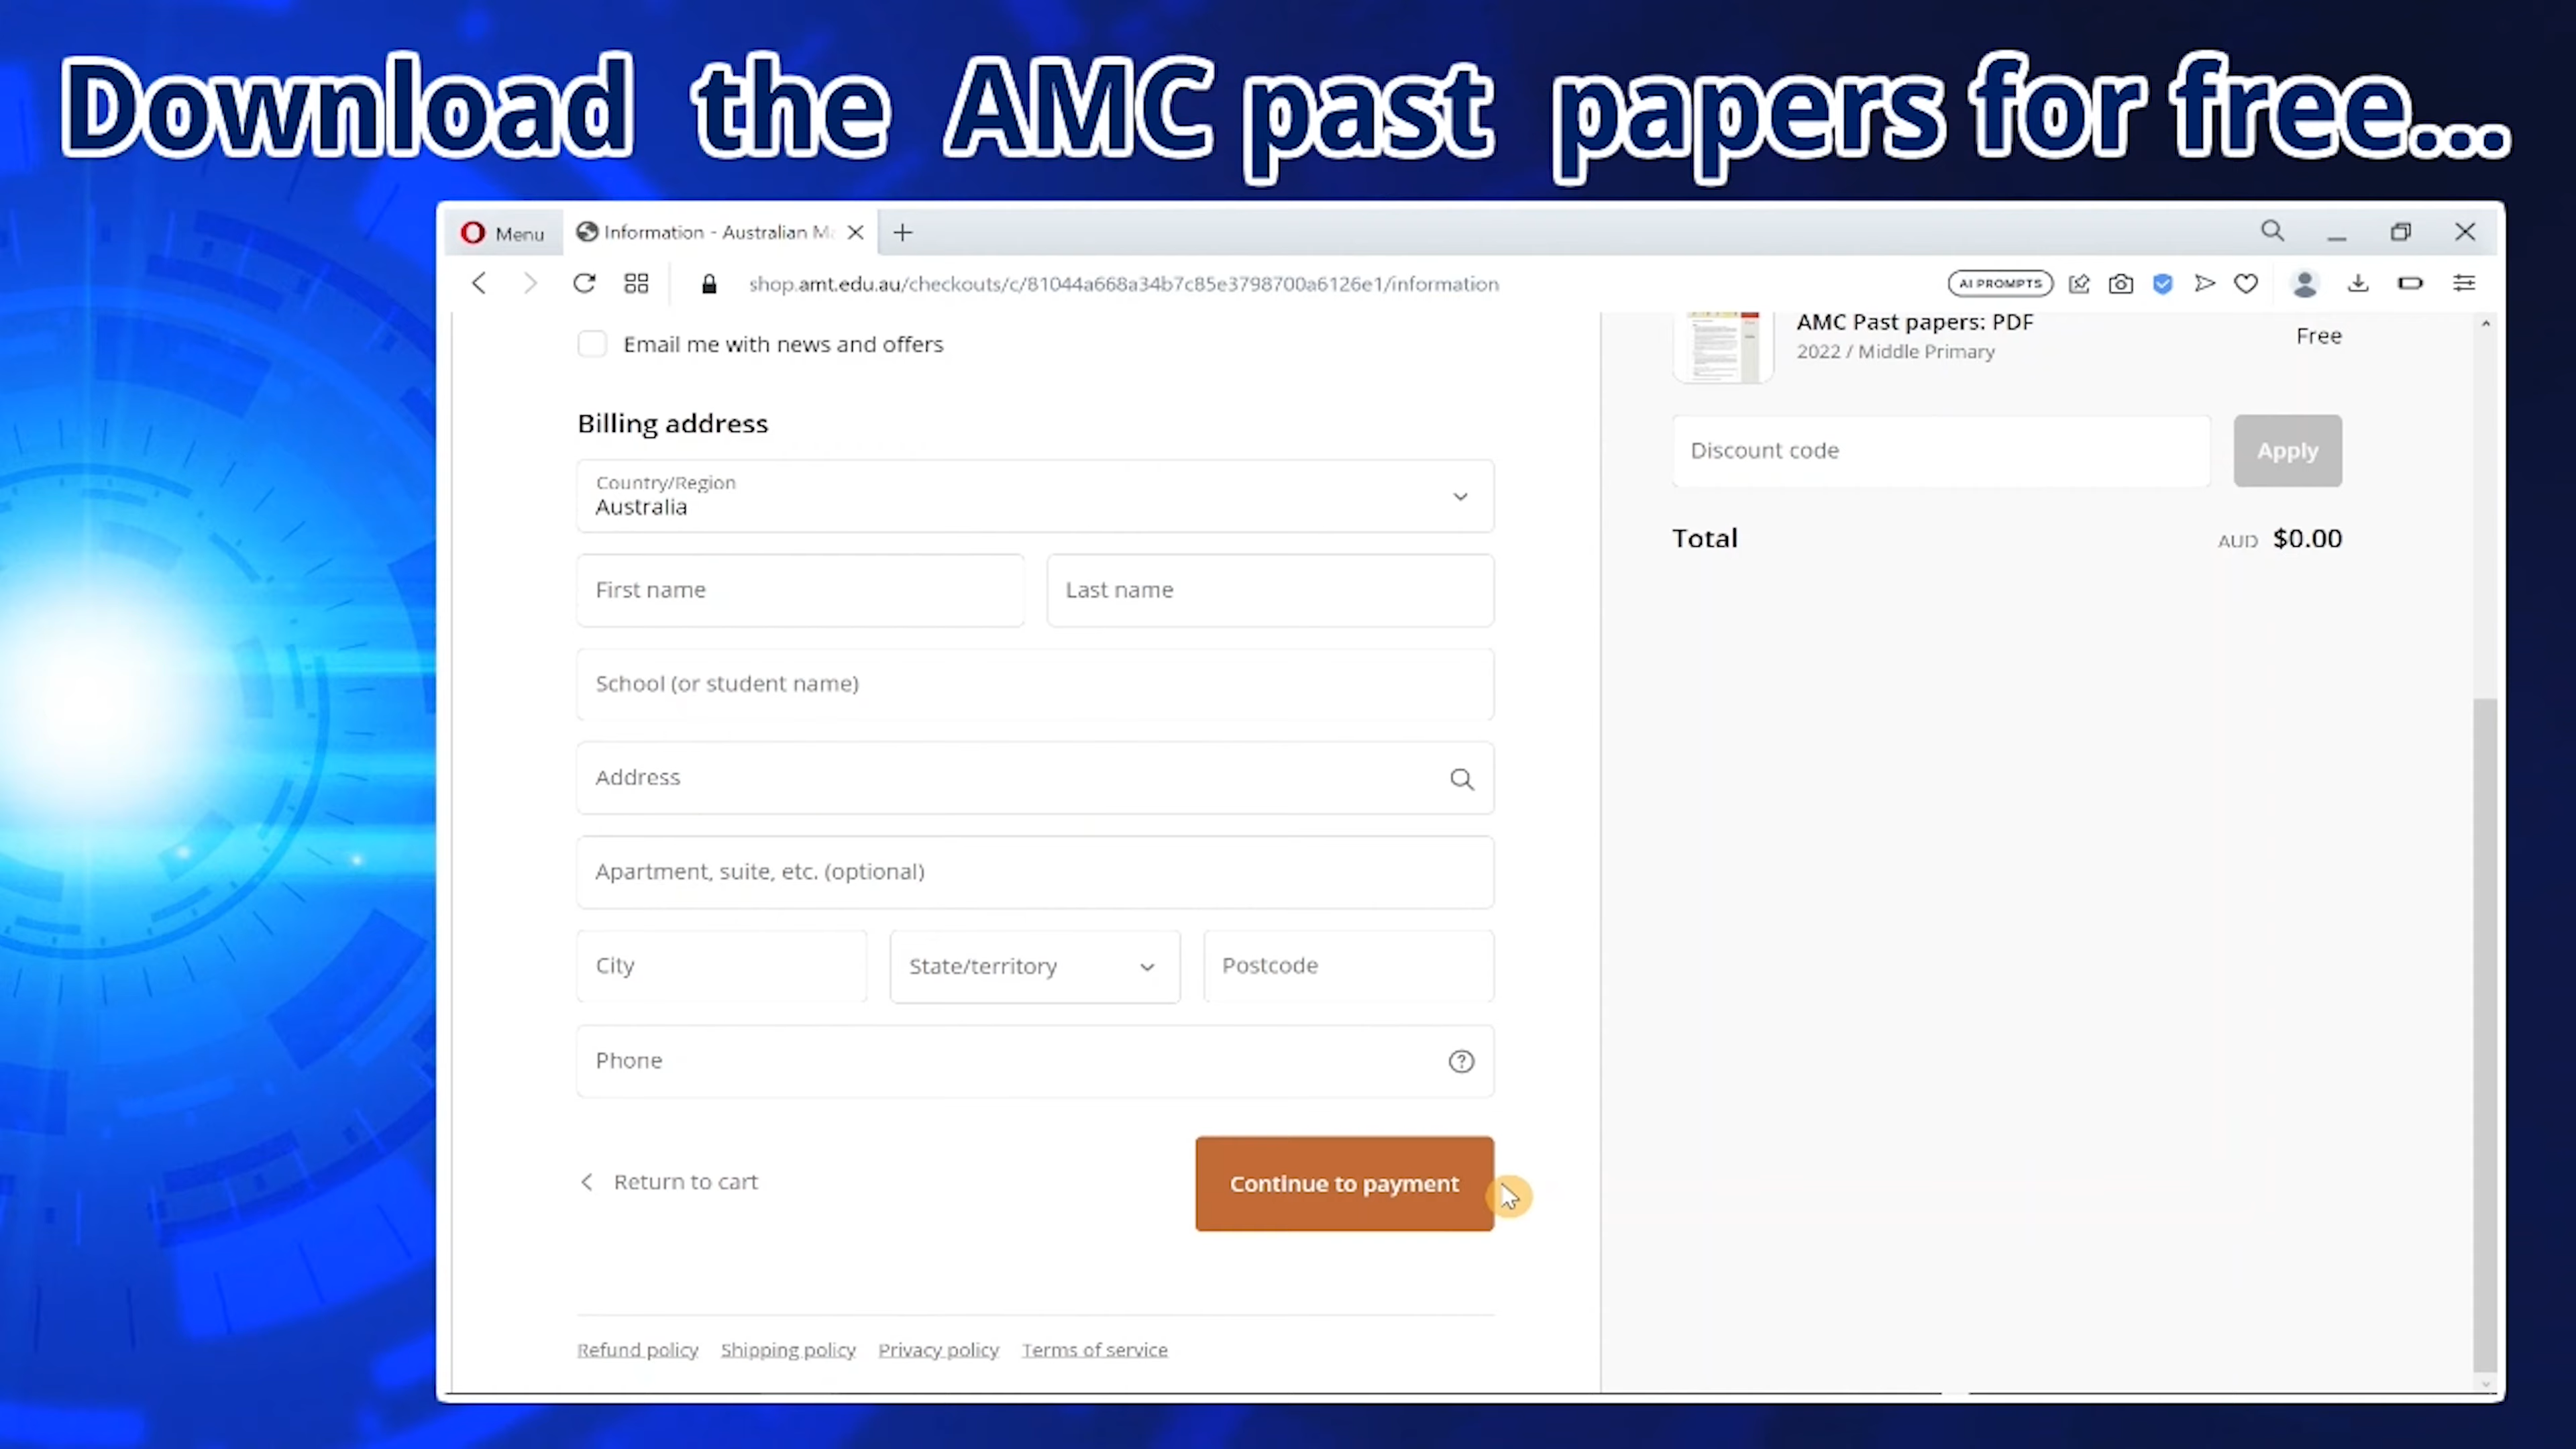 Download the AMC past papers for free...
Menu
Information - Australian Ma
shop.amt.edu.au/checkouts/c/81044a668a34b7c85e3798700a6126e1/information
AI PROMPTS
Email me with news and offers
Billing address
Country/Region
Australia
First name
Last name
School (or student name)
Address
Apartment, suite, etc. (optional)
City
State/territory
Postcode
Phone
Return to cart
Continue to payment
Refund policy
Shipping policy
Privacy policy
Terms of service
AMC Past papers: PDF
2022 / Middle Primary
Free
Discount code
Apply
Total
AUD $0.00